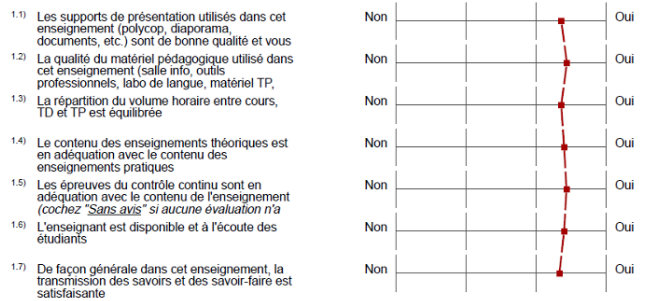 1.1) Les supports de présentation utilisés dans cet Non Oui
enseignement (polycop, diaporama,
documents, etc.) sont de bonne qualité et vous
1.2) La qualité du matériel pédagogique utilisé dans Non Oui
cet enseignement (salle info, outils
professionnels, labo de langue, matériel TP,
1.3) La répartition du volume horaire entre cours, Non Oui
TD et TP est équilibrée
1.4) Le contenu des enseignements théoriques est Non Oui
en adéquation avec le contenu des
enseignements pratiques
1.5) Les épreuves du contrôle continu sont en Non Oui
adéquation avec le contenu de l'enseignement
(cochez "Sans avis" si aucune évaluation n'a
1.6) L'enseignant est disponible et à l'écoute des Non Oui
étudiants
1.7) De façon générale dans cet enseignement, la Non Oui
transmission des savoirs et des savoir-faire est
satisfaisante